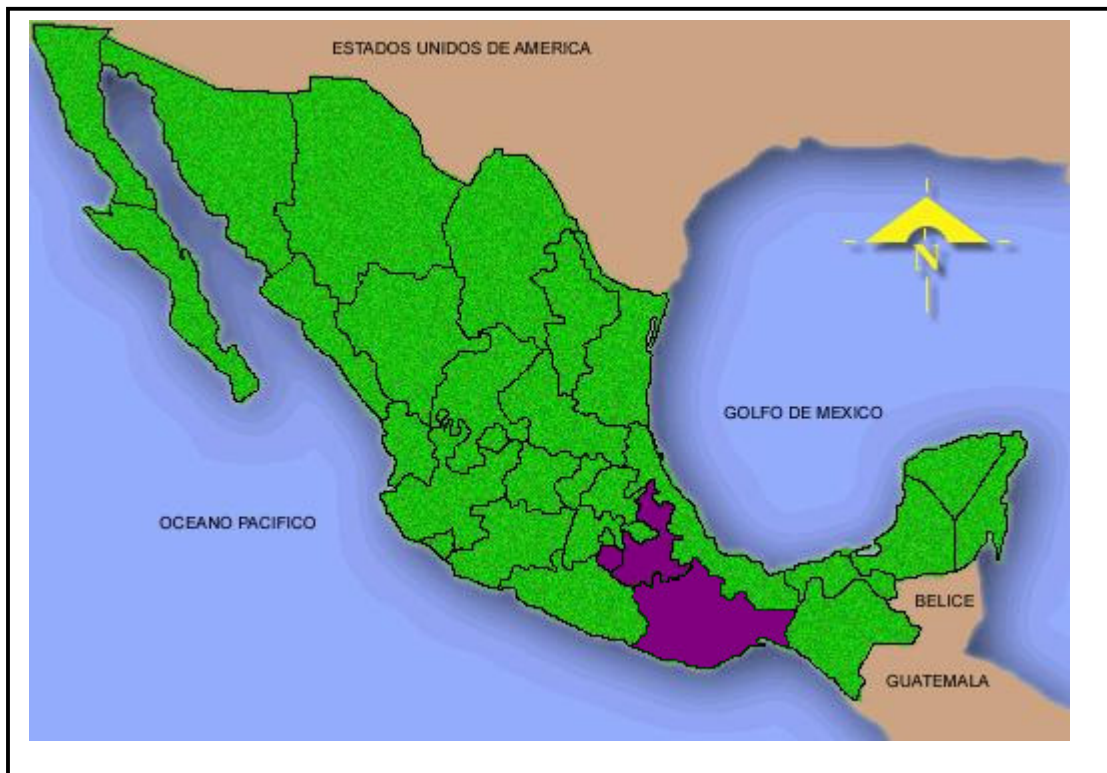 ESTADOS UNIDOS DE AMERICA
N
GOLFO DE MEXICO
OCEANO PACIFICO
BELICE
GUATEMALA